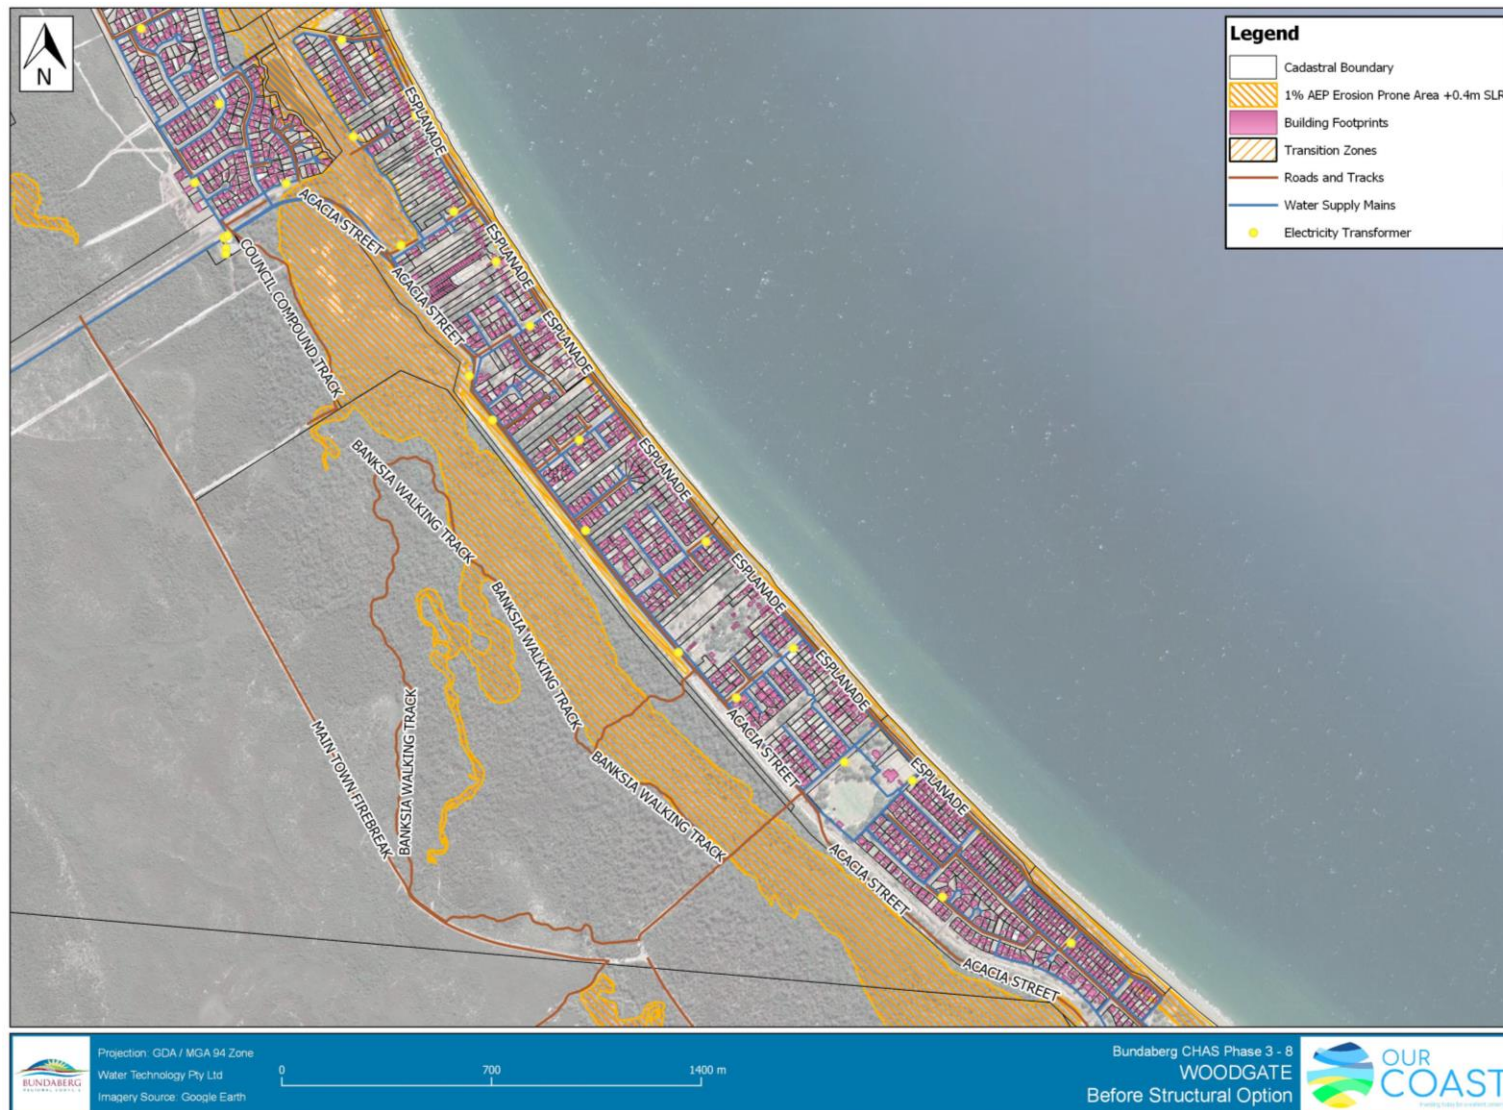 N
Legend
Cadastral Boundary
1% AEP Erosion Prone Area +0.4m SLR
Building Footprints
Transition Zones
Roads and Tracks
Water Supply Mains
Electricity Transformer
ESPLANADE
ACACIA STREET
ESPLANADE
COUNCIL COMPOUND TRACK
ACACIA STREET
ESPLANADE
BANKSIA WALKING TRACK
ESPLANADE
BANKSIA WALKING TRACK
ESPLANADE
MAIN TOWN FIREBREAK
BANKSIA WALKING TRACK
ESPLANADE
BANKSIA WALKING TRACK
ACACIA STREET
ESPLANADE
ACACIA STREET
ACACIA STREET
BUNDABERG
REGIONAL COUNCIL
Projection: GDA / MGA 94 Zone
Water Technology Pty Ltd
Imagery Source: Google Earth
0 700 1400 m
Bundaberg CHAS Phase 3 - 8
WOODGATE
Before Structural Option
OUR
COAST